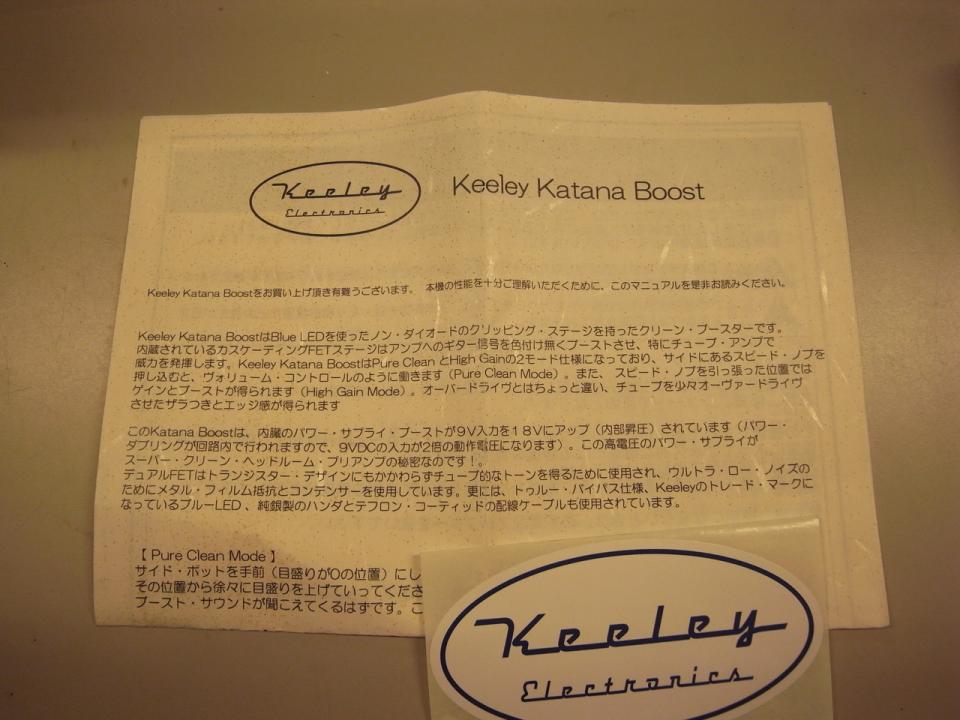 Keeley
Electronics
Keeley Katana Boost
Keeley Katana Boostをお買い上げ頂き有難うございます。 本機の性能を十分ご理解いただくために、このマニュアルを是非お読みください。
Keeley Katana BoostはBlue LEDを使ったノン・ダイオードのクリッピング・ステージを持ったクリーン・ブースターです。
内蔵されているカスケーディングFETステージはアンプへのギター信号を色付け無くブーストさせ、特にチューブ・アンプで
威力を発揮します。Keeley Katana BoostはPure Clean とHigh Gainの2モード仕様になっており、サイドにあるスピード・ノブを
押し込むと、ヴォリューム・コントロールのように働きます（Pure Clean Mode）。また、 スピード・ノブを引っ張った位置では
ゲインとブーストが得られます（High Gain Mode）。オーバードライヴとはちょっと違い、チューブを少々オーヴァードライヴ
させたザラつきとエッジ感が得られます
このKatana Boostは、内臓のパワー・サプライ・ブーストが９V入力を１８Vにアップ（内部昇圧）されています（パワー・
ダブリングが回路内で行われますので、9VDCの入力が2倍の動作電圧になります）。この高電圧のパワー・サプライが
スーパー・クリーン・ヘッドルーム・プリアンプの秘密なのです！。
デュアルFETはトランジスター・デザインにもかかわらずチューブ的なトーンを得るために使用され、ウルトラ・ロー・ノイズの
ためにメタル・フィルム抵抗とコンデンサーを使用しています。更には、トゥルー・バイパス仕様、Keeleyのトレード・マークに
なっているブルーLED 、純銀製のハンダとテフロン・コーティッドの配線ケーブルも使用されています。
【 Pure Clean Mode 】
サイド・ポットを手前（目盛りが0の位置）にし
その位置から徐々に目盛りを上げていってくださ
ブースト・サウンドが聞こえてくるはずです。こ
Keeley
Electronics